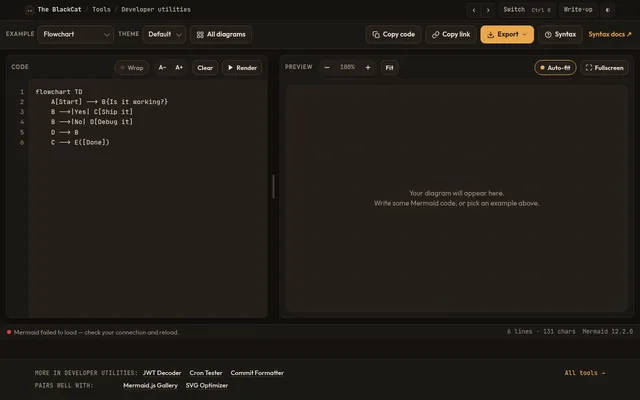 The BlackCat / Tools / Developer utilities
‹ › Switch Ctrl K Write-up
EXAMPLE Flowchart THEME Default All diagrams Copy code Copy link Export Syntax Syntax docs ↗
CODE Wrap A− A+ Clear Render
1 flowchart TD
2 A[Start] --> B{Is it working?}
3 B -->|Yes| C[Ship it]
4 B -->|No| D[Debug it]
5 D --> B
6 C --> E([Done])
PREVIEW − 100% + Fit Auto-fit Fullscreen
Your diagram will appear here.
Write some Mermaid code, or pick an example above.
Mermaid failed to load — check your connection and reload. 6 lines · 131 chars Mermaid 12.2.0
MORE IN DEVELOPER UTILITIES: JWT Decoder Cron Tester Commit Formatter All tools →
PAIRS WELL WITH: Mermaid.js Gallery SVG Optimizer